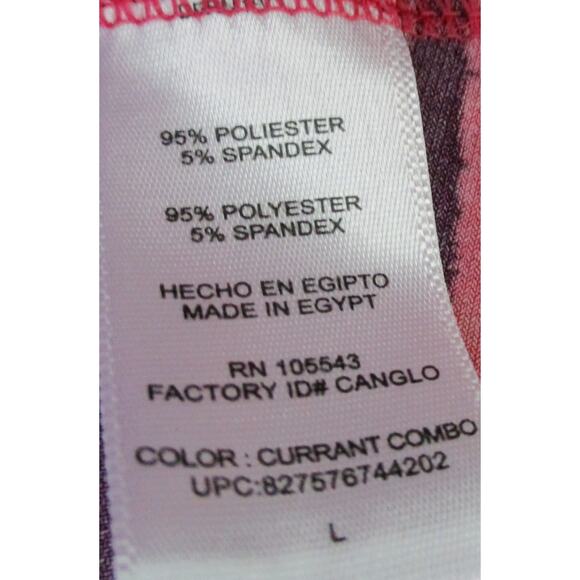 95% POLIESTER
5% SPANDEX
95% POLYESTER
5% SPANDEX
HECHO EN EGIPTO
MADE IN EGYPT
RN 105543
FACTORY ID# CANGLO
COLOR : CURRANT COMBO
UPC:827576744202
L